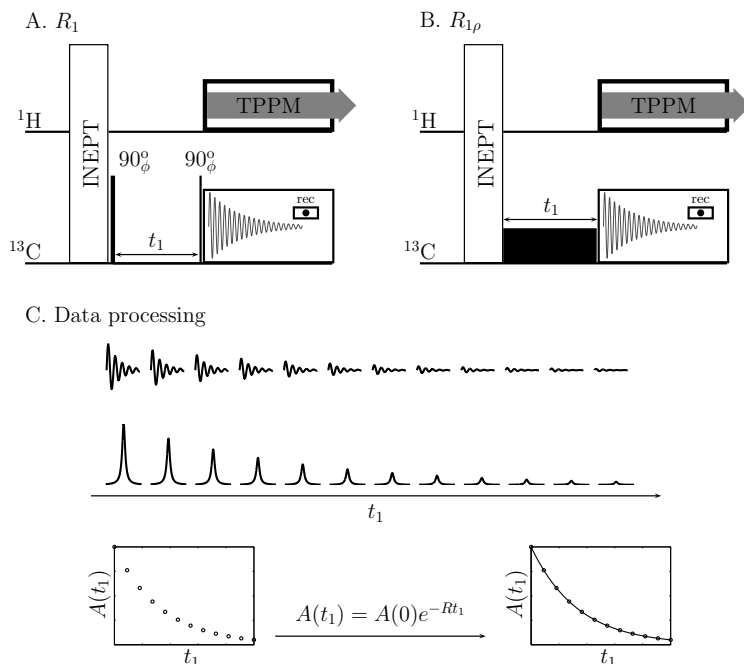 A. R₁
¹H
INEPT
TPPM
90°ϕ
90°ϕ
t₁
rec
¹³C
B. R₁ρ
¹H
INEPT
TPPM
t₁
rec
¹³C
C. Data processing
t₁
A(t₁)
t₁
A(t₁) = A(0)e^{−Rt₁}
A(t₁)
t₁